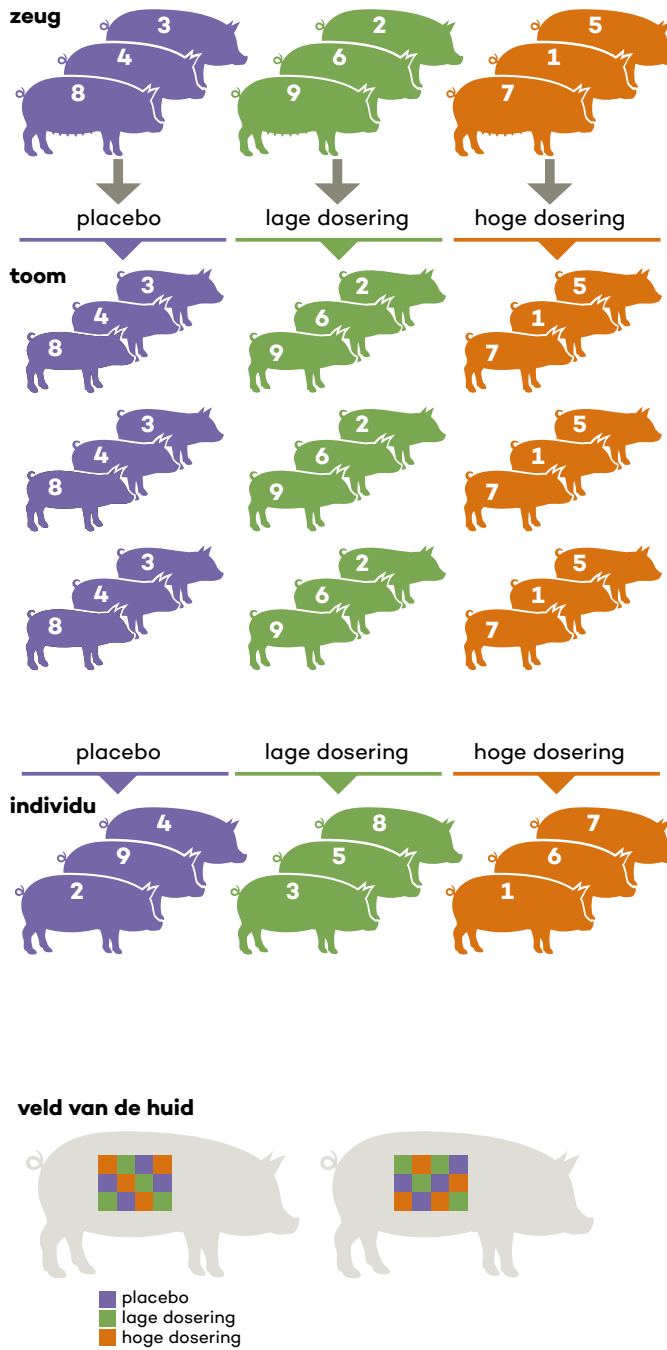 zeug
3 2 5
4 6 1
8 9 7
placebo lage dosering hoge dosering
toom
3 2 5
4 6 1
8 9 7
3 2 5
4 6 1
8 9 7
3 2 5
4 6 1
8 9 7
placebo lage dosering hoge dosering
individu
4 8 7
9 5 6
2 3 1
veld van de huid
placebo
lage dosering
hoge dosering